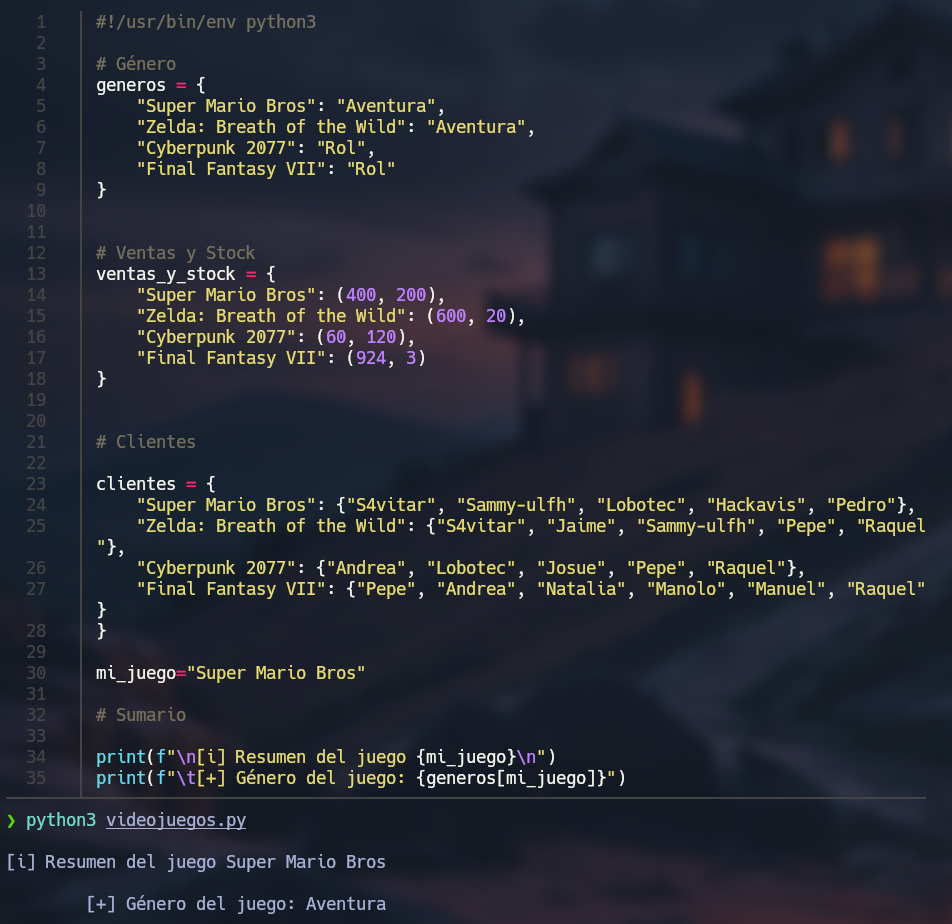 1 #!/usr/bin/env python3
2
3 # Género
4 generos = {
5     "Super Mario Bros": "Aventura",
6     "Zelda: Breath of the Wild": "Aventura",
7     "Cyberpunk 2077": "Rol",
8     "Final Fantasy VII": "Rol"
9 }
10
11
12 # Ventas y Stock
13 ventas_y_stock = {
14     "Super Mario Bros": (400, 200),
15     "Zelda: Breath of the Wild": (600, 20),
16     "Cyberpunk 2077": (60, 120),
17     "Final Fantasy VII": (924, 3)
18 }
19
20
21 # Clientes
22
23 clientes = {
24     "Super Mario Bros": {"S4vitar", "Sammy-ulfh", "Lobotec", "Hackavis", "Pedro"},
25     "Zelda: Breath of the Wild": {"S4vitar", "Jaime", "Sammy-ulfh", "Pepe", "Raquel
"},
26     "Cyberpunk 2077": {"Andrea", "Lobotec", "Josue", "Pepe", "Raquel"},
27     "Final Fantasy VII": {"Pepe", "Andrea", "Natalia", "Manolo", "Manuel", "Raquel"
}
28 }
29
30 mi_juego="Super Mario Bros"
31
32 # Sumario
33
34 print(f"\n[i] Resumen del juego {mi_juego}\n")
35 print(f"\t[+] Género del juego: {generos[mi_juego]}")
❯ python3 videojuegos.py
[i] Resumen del juego Super Mario Bros
[+] Género del juego: Aventura